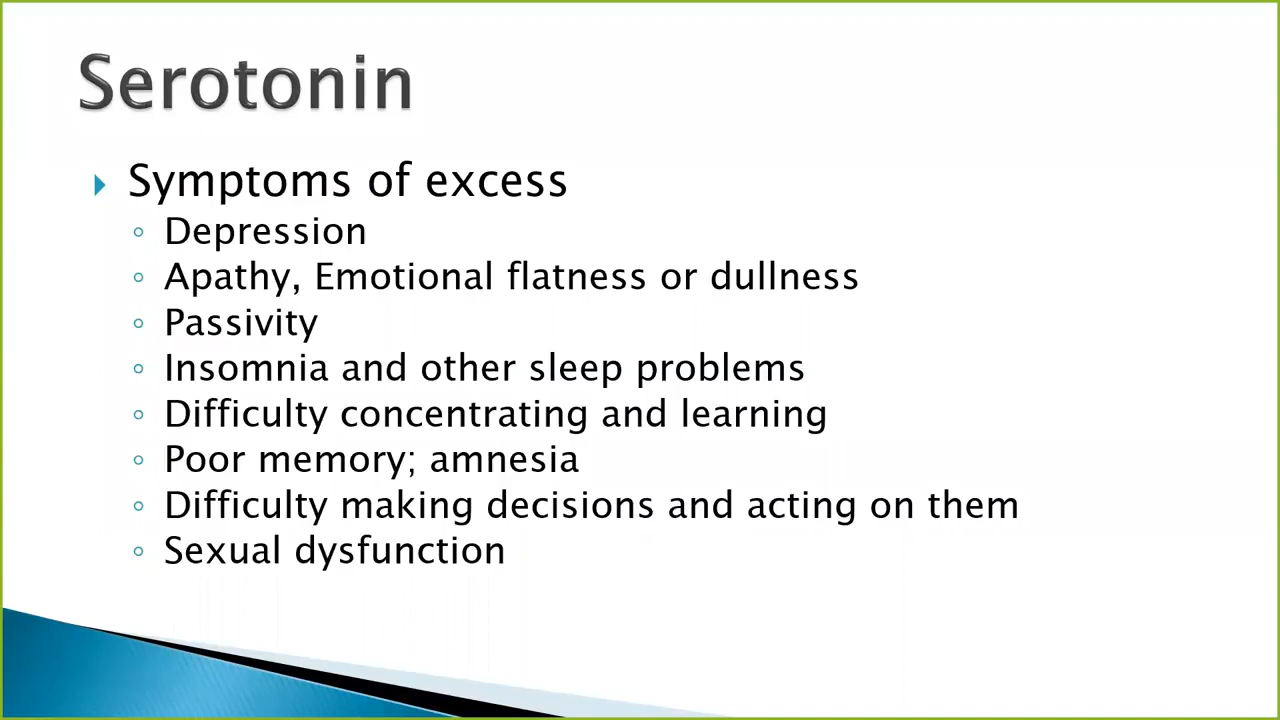 Serotonin
Symptoms of excess
Depression
Apathy, Emotional flatness or dullness
Passivity
Insomnia and other sleep problems
Difficulty concentrating and learning
Poor memory; amnesia
Difficulty making decisions and acting on them
Sexual dysfunction